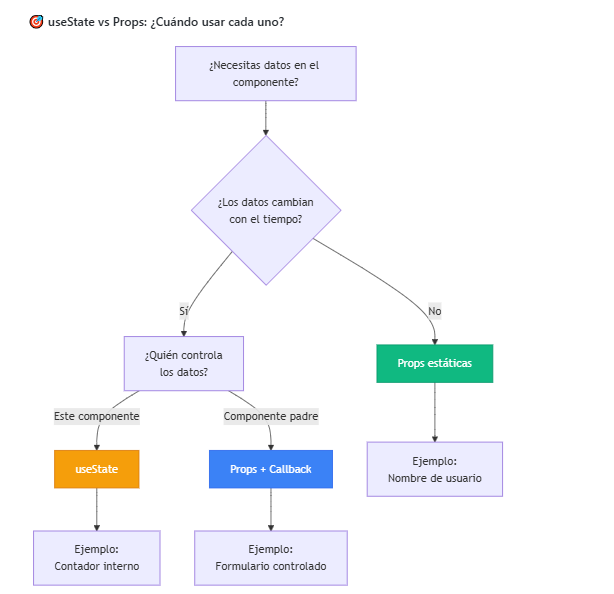 🎯 useState vs Props: ¿Cuándo usar cada uno?
¿Necesitas datos en el
componente?
¿Los datos cambian
con el tiempo?
Sí
No
¿Quién controla
los datos?
Props estáticas
Este componente
Componente padre
useState
Props + Callback
Ejemplo:
Nombre de usuario
Ejemplo:
Contador interno
Ejemplo:
Formulario controlado